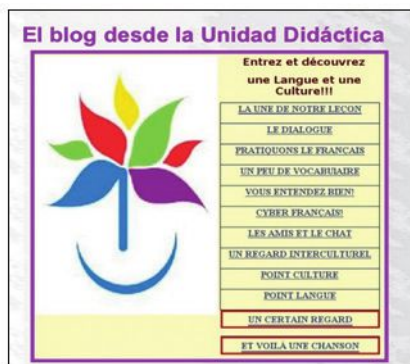 El blog desde la Unidad Didáctica
Entrez et découvrez
une Langue et une
Culture!!!
LA UNE DE NOTRE LECON
LE DIALOGUE
PRATIQUONS LE FRANCAIS
UN PEU DE VOCABUIAIRE
VOUS ENTENDEZ BIEN!
CYBER FRANCAIS!
LES AMIS ET LE CHAT
UN REGARD INTERCULTUREL
POINT CULTURE
POINT LANGUE
UN CERTAIN REGARD
ET VOILÀ UNE CHANSON